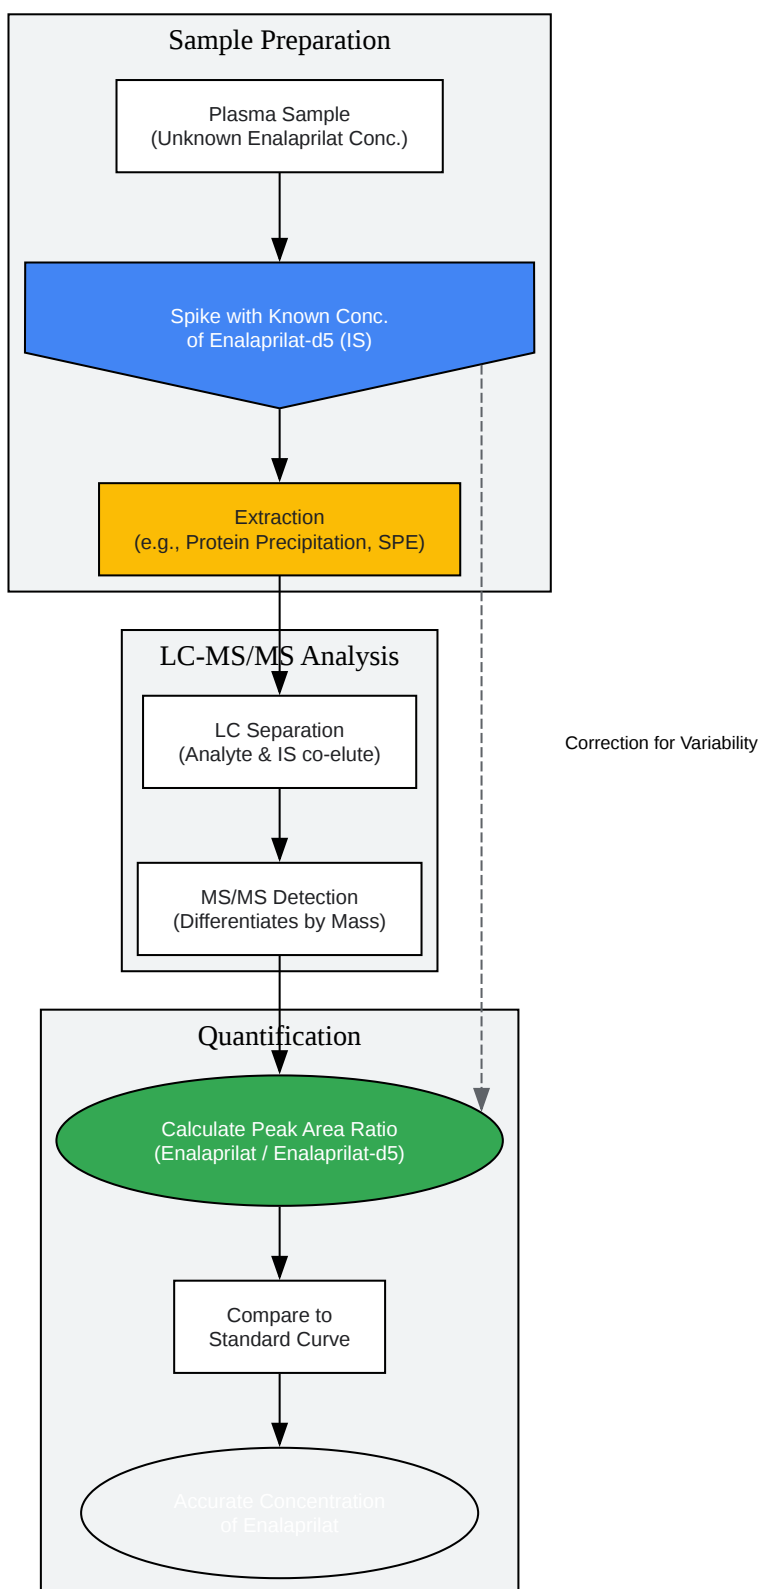 Sample Preparation
Plasma Sample
(Unknown Enalaprilat Conc.)
Spike with Known Conc.
of Enalaprilat-d5 (IS)
Extraction
(e.g., Protein Precipitation, SPE)
LC-MS/MS Analysis
LC Separation
(Analyte & IS co-elute)
Correction for Variability
MS/MS Detection
(Differentiates by Mass)
Quantification
Calculate Peak Area Ratio
(Enalaprilat / Enalaprilat-d5)
Compare to
Standard Curve
Accurate Concentration
of Enalaprilat